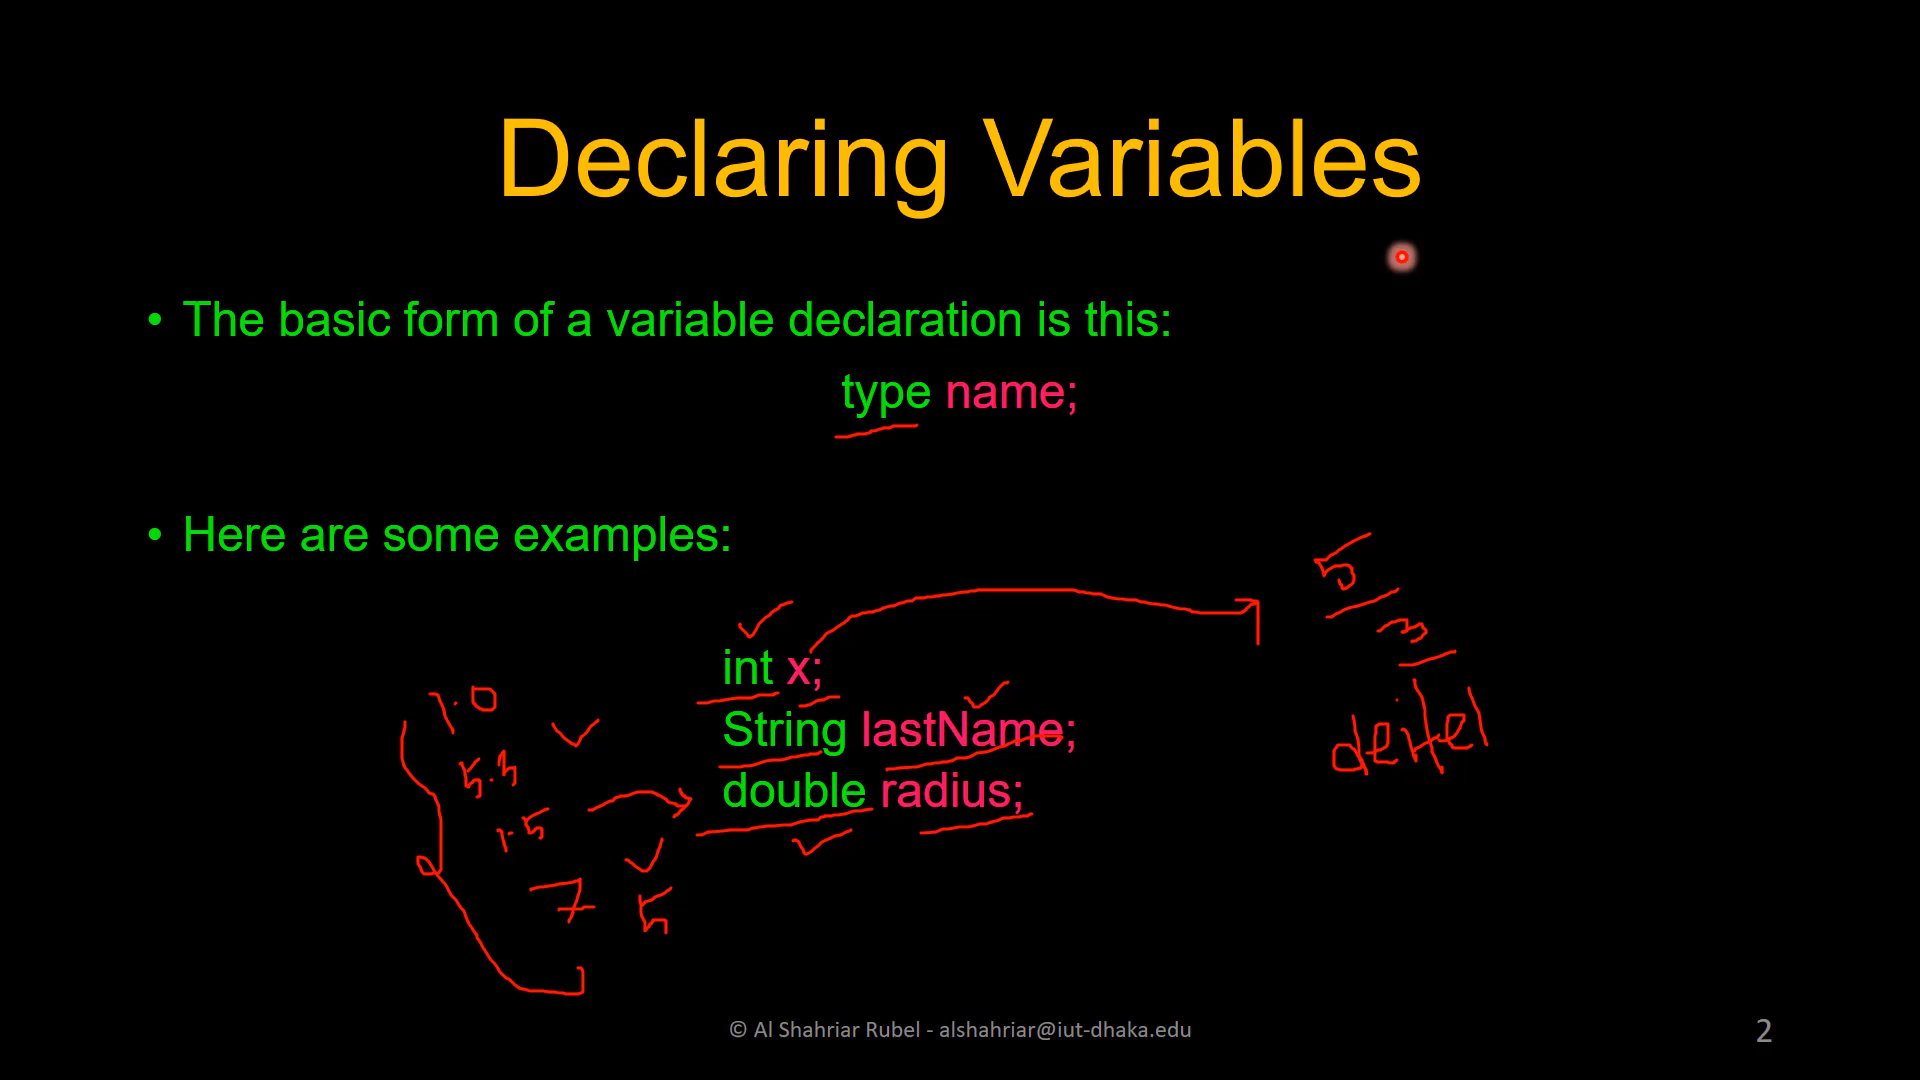 Declaring Variables
• The basic form of a variable declaration is this:
type name;
• Here are some examples:
5
3
int x;
1.0
String lastName;
deitel
5.3
double radius;
1.5
7 5
© Al Shahriar Rubel - alshahriar@iut-dhaka.edu
2